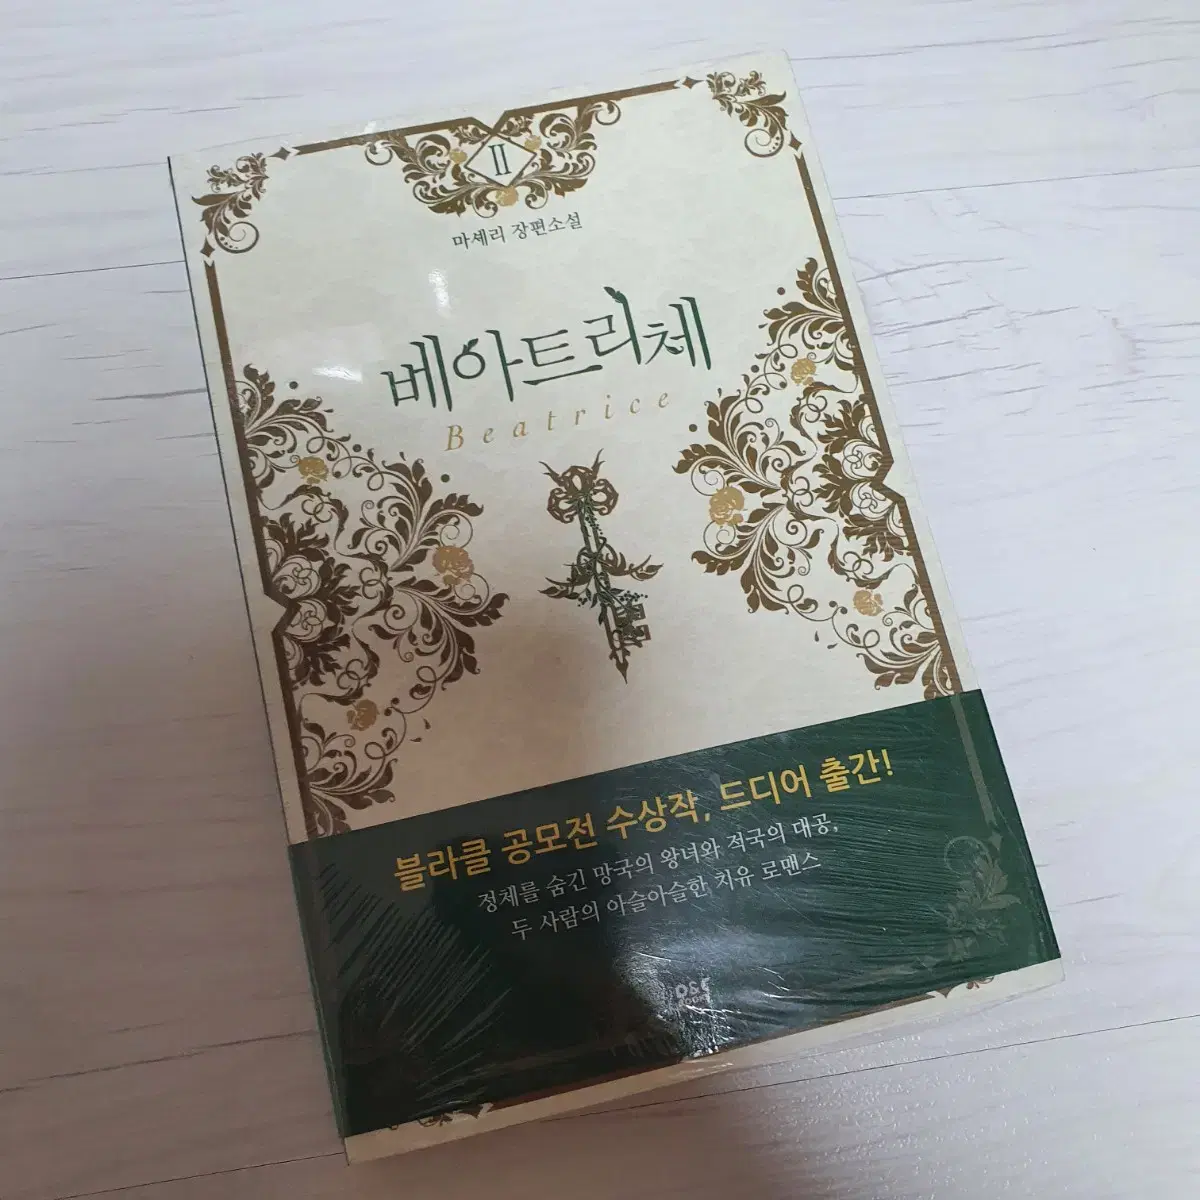 II
마셰리 장편소설
베아트리체
Beatrice
블라클 공모전 수상작, 드디어 출간!
정체를 숨긴 망국의 왕녀와 적국의 대공,
두 사람의 아슬아슬한 치유 로맨스